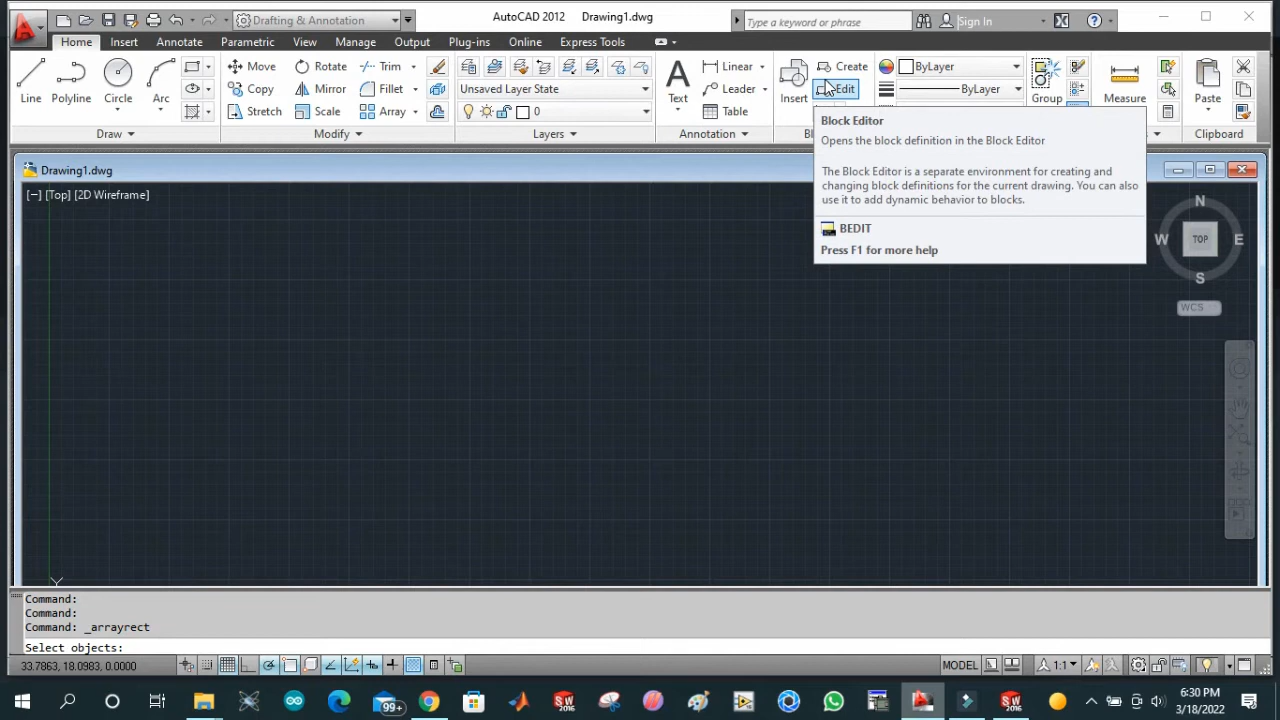 Drafting & Annotation
AutoCAD 2012 Drawing1.dwg
Type a keyword or phrase
Sign In
Home Insert Annotate Parametric View Manage Output Plug-ins Online Express Tools
Move Rotate Trim Linear Create ByLayer
Line Polyline Circle Arc Copy Mirror Fillet Unsaved Layer State Text Leader Insert Edit ByLayer Group Measure Paste
Stretch Scale Array 0 Table
Draw Modify Layers Annotation Bl Clipboard
Block Editor
Opens the block definition in the Block Editor
The Block Editor is a separate environment for creating and
changing block definitions for the current drawing. You can also
use it to add dynamic behavior to blocks.
BEDIT
Press F1 for more help
Drawing1.dwg
[−] [Top] [2D Wireframe]
N
W TOP E
S
WCS
Y
Command:
Command:
Command: _arrayrect
Select objects:
33.7863, 18.0983, 0.0000
MODEL 1:1
99+
SW 2016
SW 2016
6:30 PM
3/18/2022